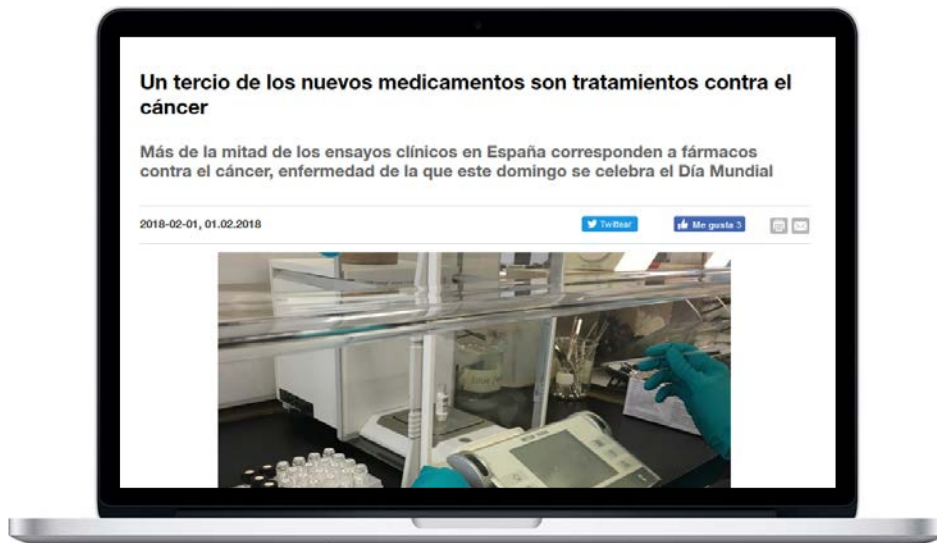 Un tercio de los nuevos medicamentos son tratamientos contra el
cáncer
Más de la mitad de los ensayos clínicos en España corresponden a fármacos
contra el cáncer, enfermedad de la que este domingo se celebra el Día Mundial
2018-02-01, 01.02.2018
Twittear
Me gusta 3